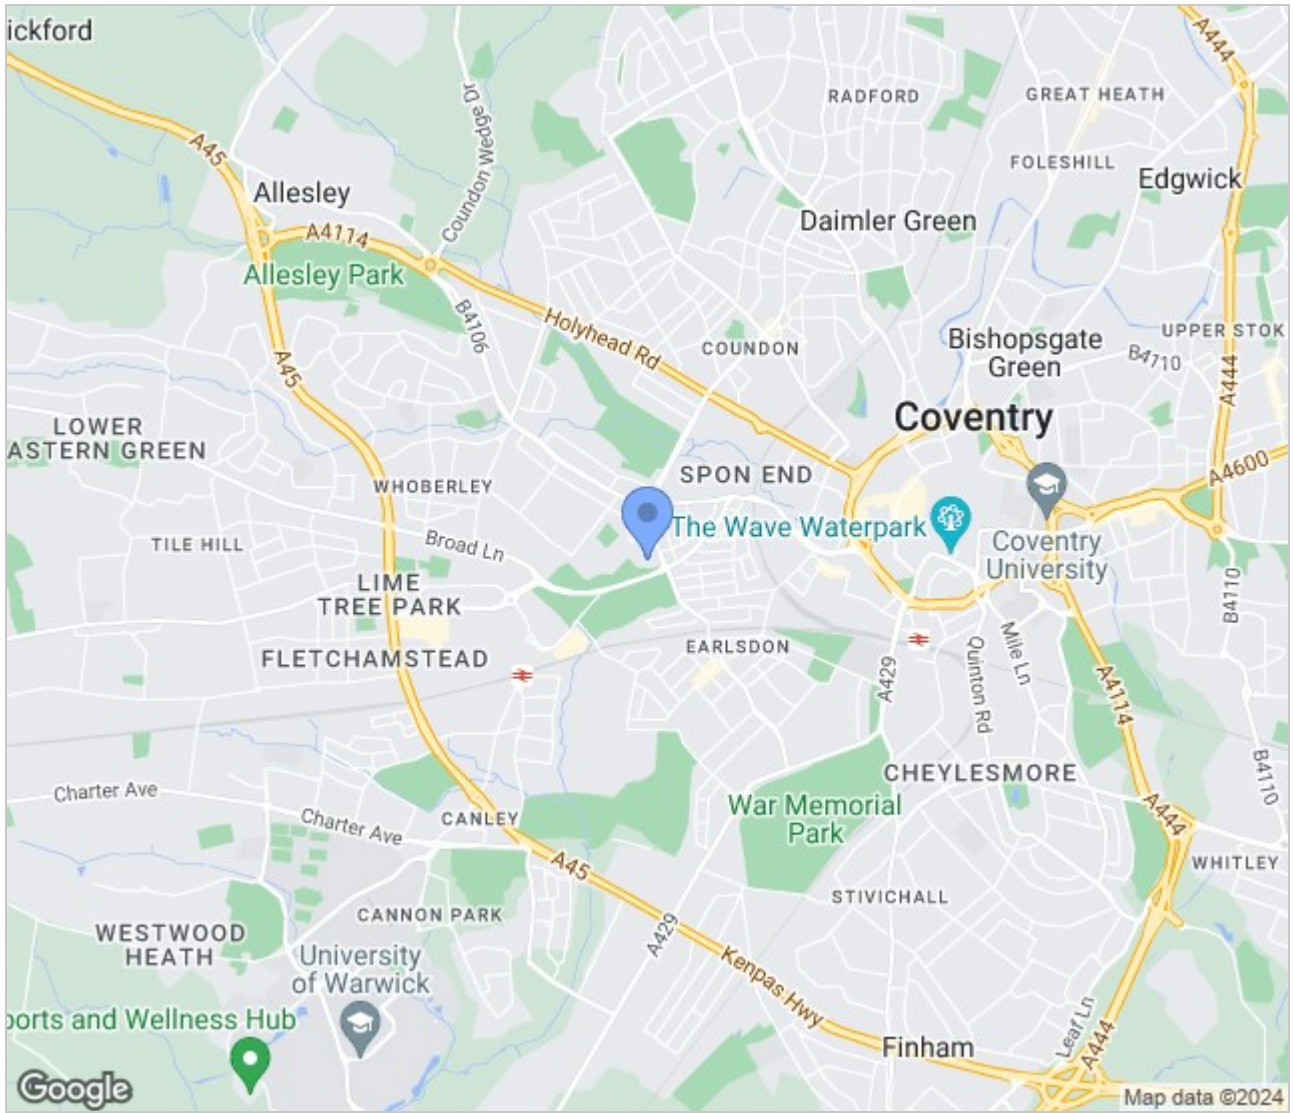 ickford
A444
RADFORD
GREAT HEATH
Coundon Wedge Dr
A45
FOLESHILL
Allesley
Edgwick
A4114
Daimler Green
Allesley Park
B4106
Holyhead Rd
COUNDON
Bishopsgate
Green
UPPER STOK
B4710
A45
A444
Coventry
LOWER
ASTERN GREEN
SPON END
A4600
WHOBERLEY
The Wave Waterpark
TILE HILL
Broad Ln
Coventry
University
LIME
TREE PARK
B4110
EARLSDON
Mile Ln
FLETCHAMSTEAD
A429
Quinton Rd
A4114
CHEYLESMORE
B4110
Charter Ave
War Memorial
Park
Charter Ave
CANLEY
A444
A45
WHITLEY
STIVICHALL
CANNON PARK
WESTWOOD
HEATH
A429
University
of Warwick
Kenpas Hwy
ports and Wellness Hub
Leaf Ln
Finham
A444
Google
Map data ©2024